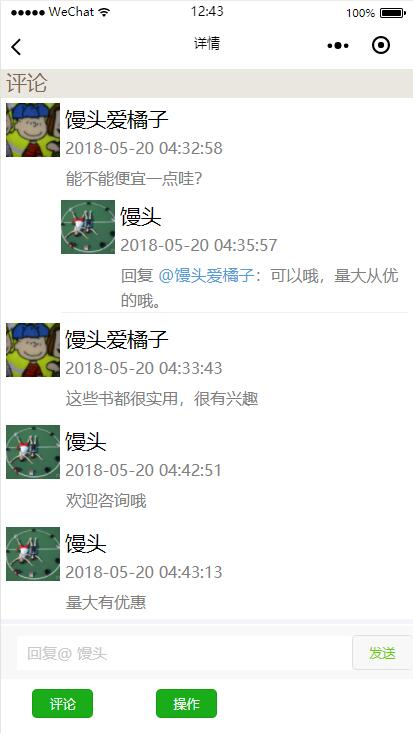 ●●●●● WeChat 12:43 100%
详情
评论
馒头爱橘子
2018-05-20 04:32:58
能不能便宜一点哇？
馒头
2018-05-20 04:35:57
回复 @馒头爱橘子：可以哦，量大从优
的哦。
馒头爱橘子
2018-05-20 04:33:43
这些书都很实用，很有兴趣
馒头
2018-05-20 04:42:51
欢迎咨询哦
馒头
2018-05-20 04:43:13
量大有优惠
回复@ 馒头 发送
评论 操作